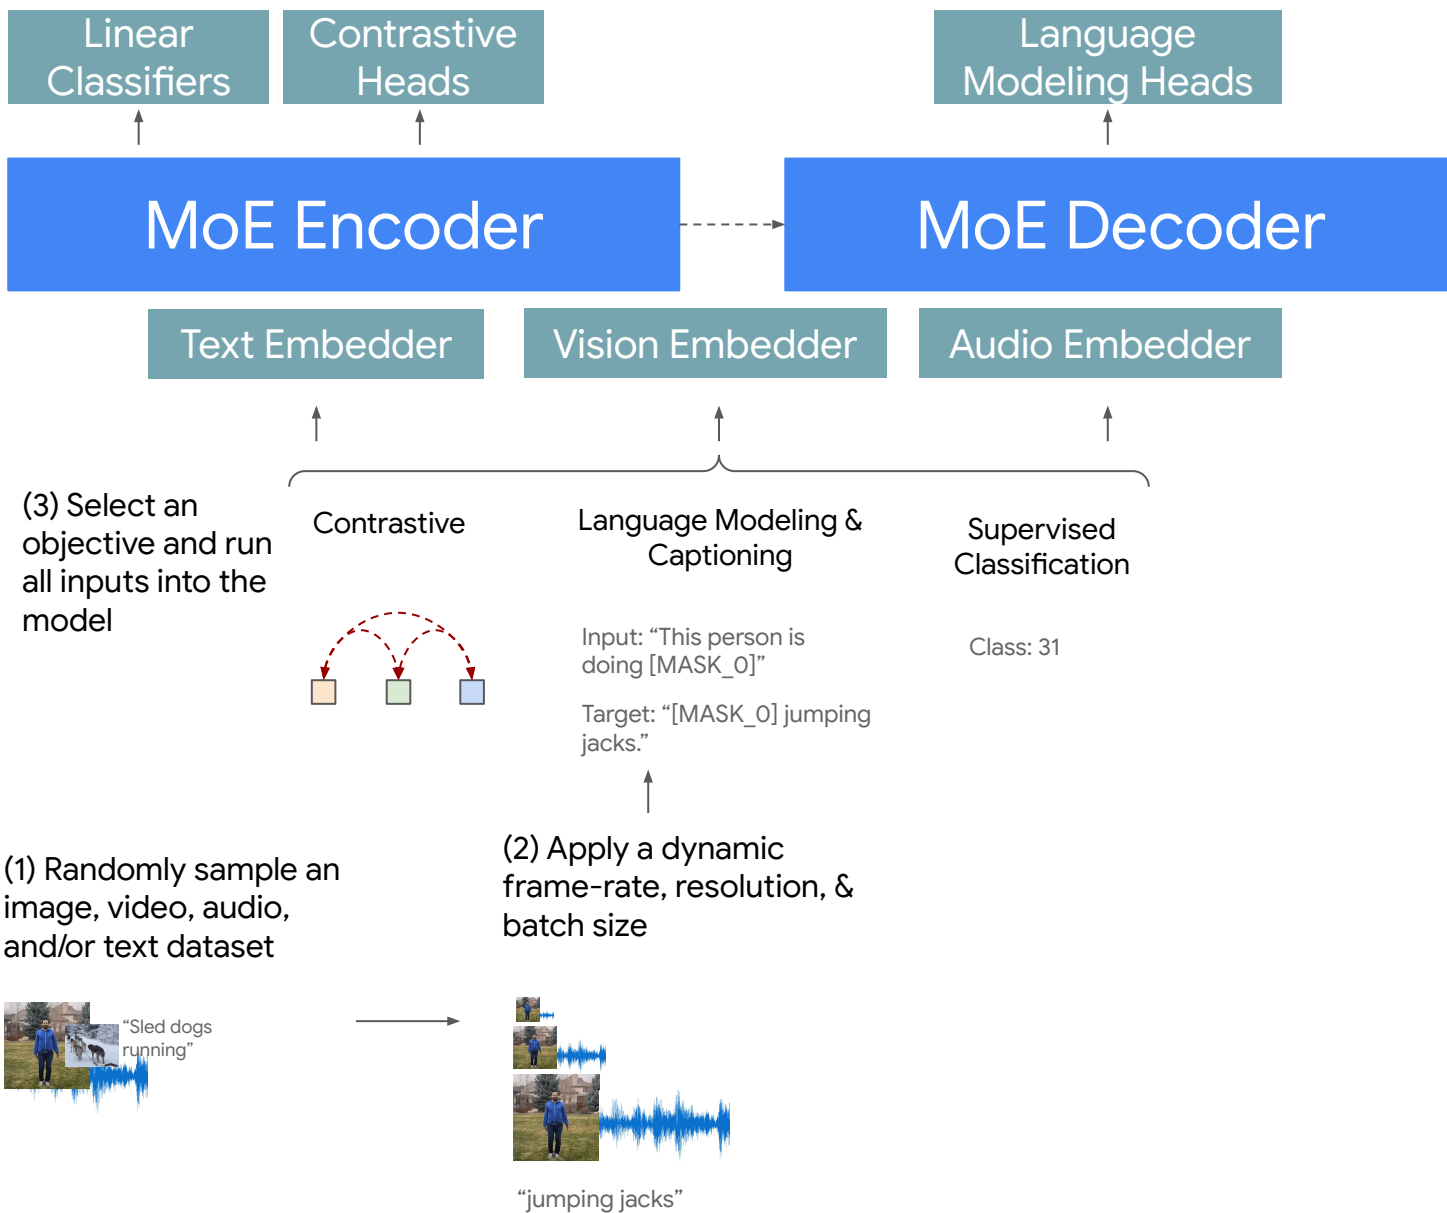 Linear
Classifiers
Contrastive
Heads
Language
Modeling Heads
MoE Encoder
MoE Decoder
Text Embedder
Vision Embedder
Audio Embedder
(3) Select an
objective and run
all inputs into the
model
Contrastive
Language Modeling &
Captioning
Supervised
Classification
Input: “This person is
doing [MASK_0]”
Target: “[MASK_0] jumping
jacks.”
Class: 31
(1) Randomly sample an
image, video, audio,
and/or text dataset
(2) Apply a dynamic
frame-rate, resolution, &
batch size
“Sled dogs
running”
“jumping jacks”